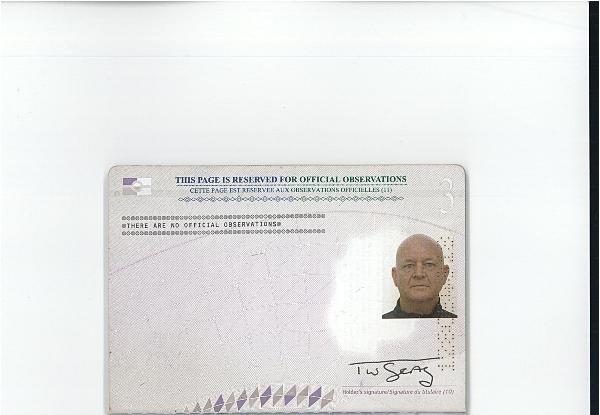 THIS PAGE IS RESERVED FOR OFFICIAL OBSERVATIONS
CETTE PAGE EST RESERVEE AUX OBSERVATIONS OFFICIELLES (11)
THERE ARE NO OFFICIAL OBSERVATIONS
3
Holder's signature/Signature du titulaire (10)